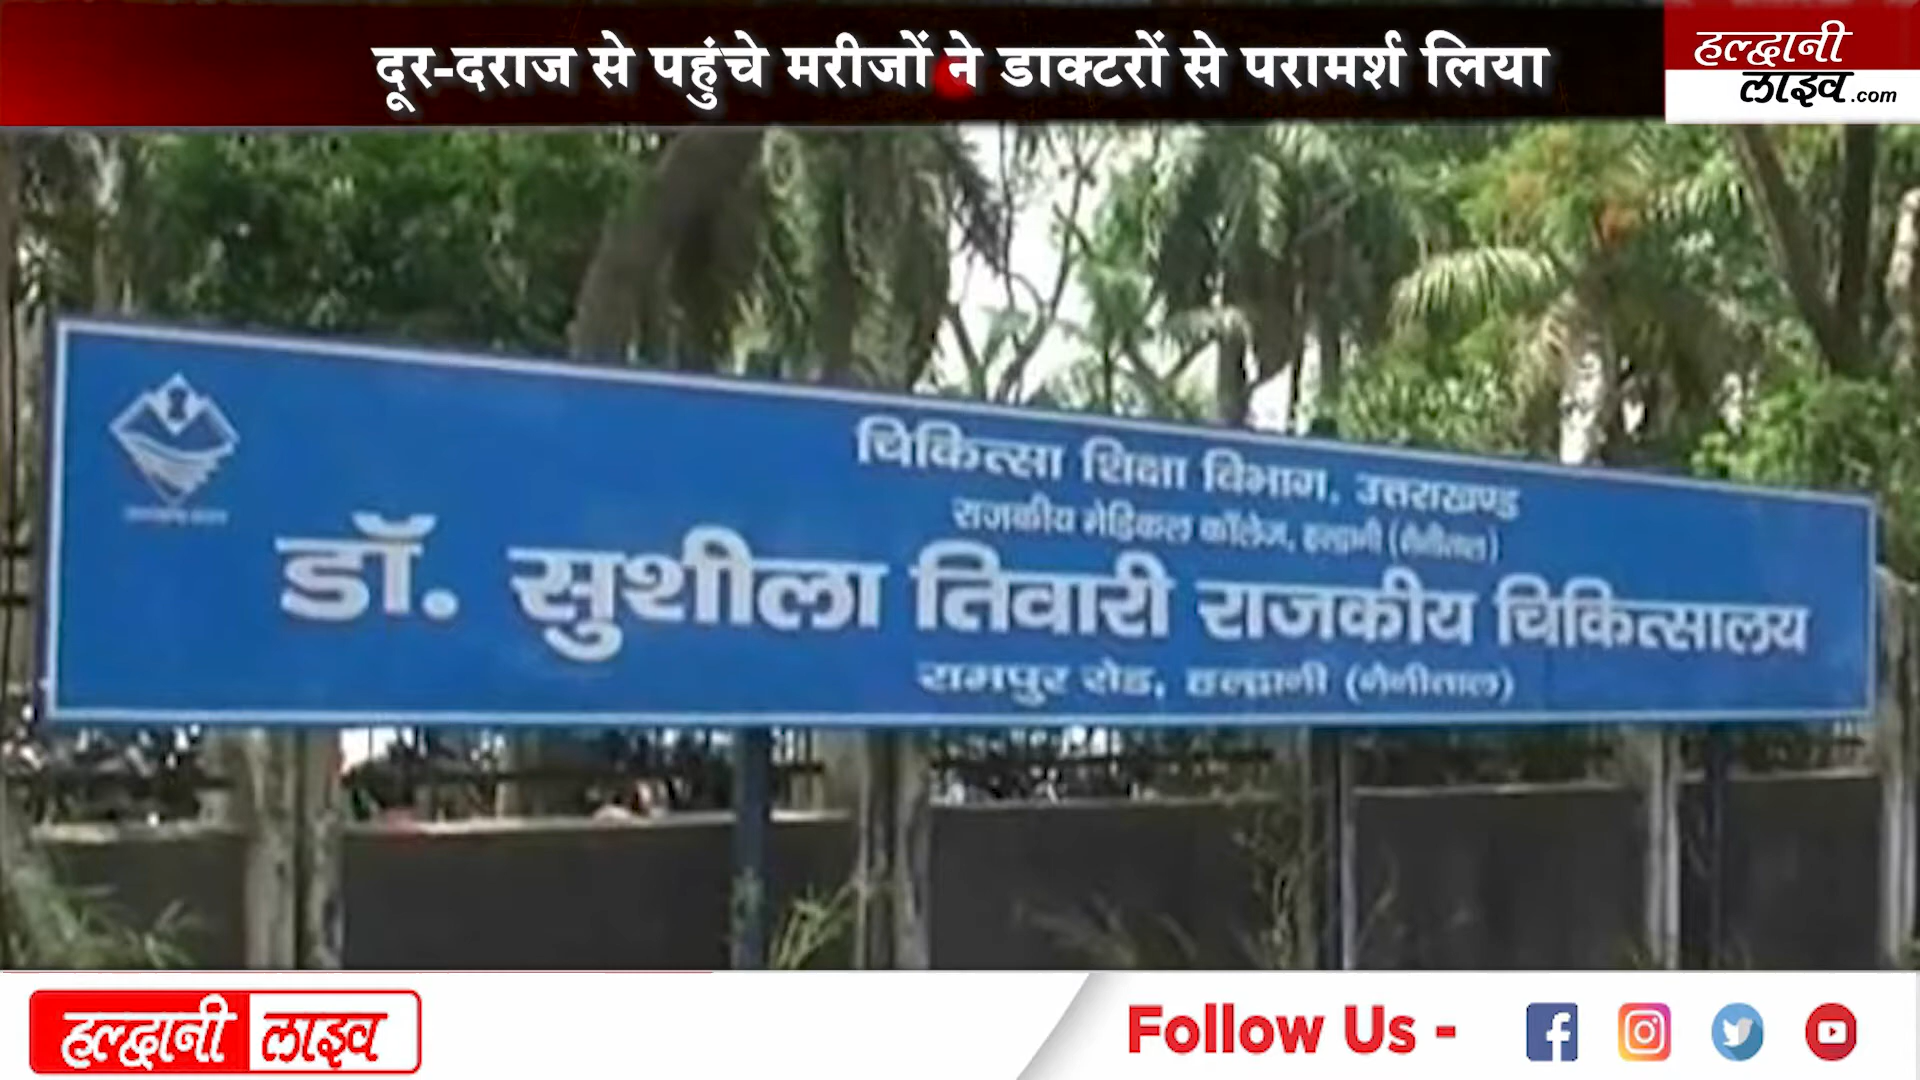 दूर-दराज से पहुंचे मरीजों ने डाक्टरों से परामर्श लिया
हल्द्वानी
लाइव.com
चिकित्सा शिक्षा विभाग, उत्तराखण्ड
राजकीय मेडिकल कॉलेज, हल्द्वानी (नैनीताल)
डॉ. सुशीला तिवारी राजकीय चिकित्सालय
रामपुर रोड, हल्द्वानी (नैनीताल)
हल्द्वानी लाइव
Follow Us -